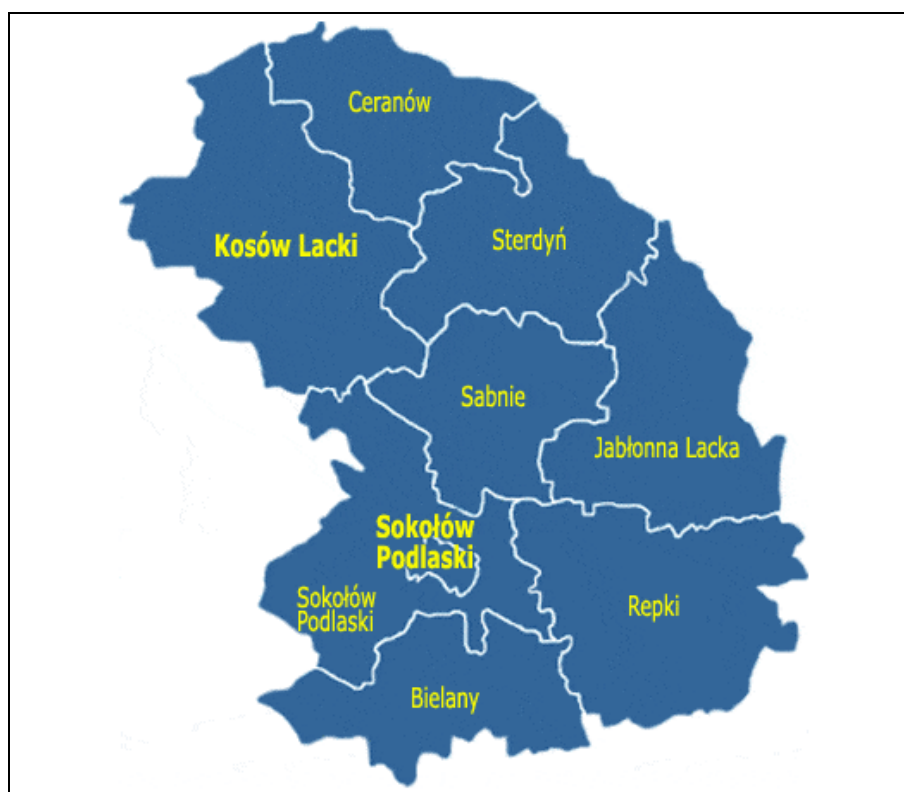 Ceranów
Kosów Lacki
Sterdyń
Sabnie
Jabłonna Lacka
Sokołów
Podlaski
Sokołów
Podlaski
Repki
Bielany